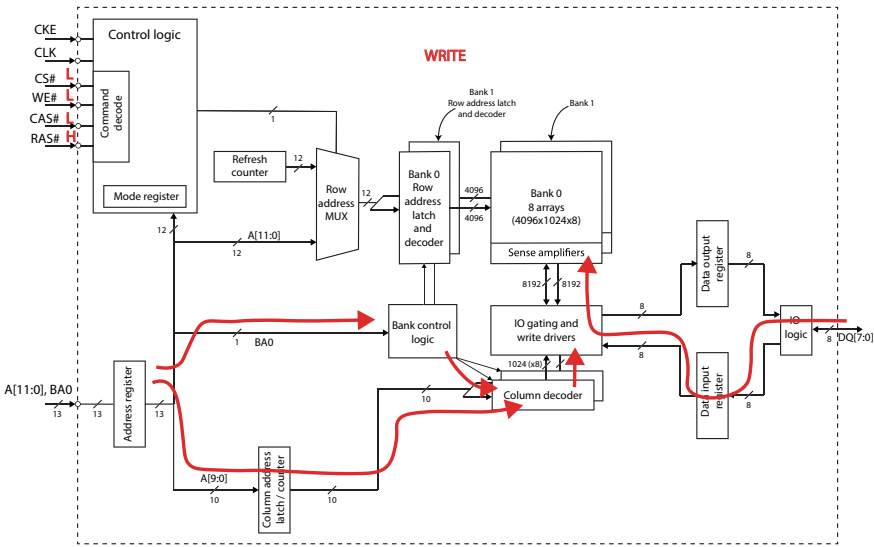 WRITE
CKE
CLK
CS# L
WE# L
CAS# L
RAS# H
Control logic
Command
decode
Mode register
12
1
Refresh
counter
12
Row
address
MUX
12
A[11:0]
12
Bank 1
Row address latch
and decoder
Bank 0
Row
address
latch
and
decoder
4096
4096
Bank 1
Bank 0
8 arrays
(4096x1024x8)
Sense amplifiers
8192
8192
IO gating and
write drivers
1024 (x8)
Column decoder
Bank control
logic
1
BA0
A[11:0], BA0
13
13
Address register
13
A[9:0]
10
Column address
latch / counter
10
10
8
8
Data output
register
8
Data input
register
8
IO
logic
8
DQ[7:0]